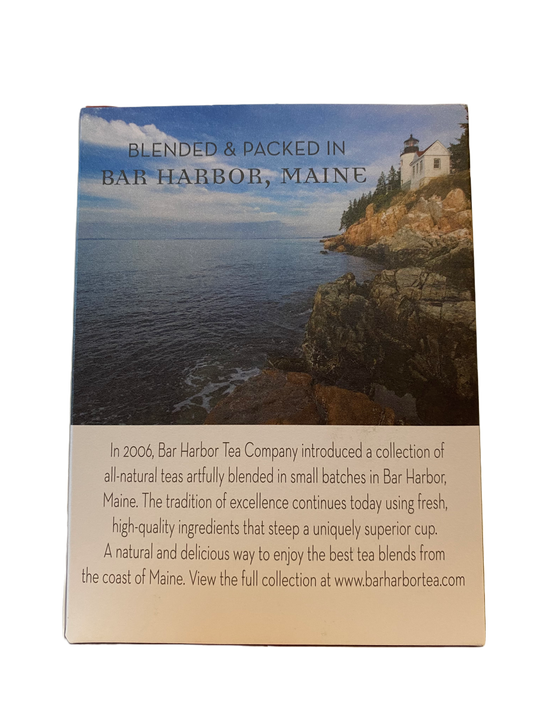 BLENDED & PACKED IN
BAR HARBOR, MAINE
In 2006, Bar Harbor Tea Company introduced a collection of
all-natural teas artfully blended in small batches in Bar Harbor,
Maine. The tradition of excellence continues today using fresh,
high-quality ingredients that steep a uniquely superior cup.
A natural and delicious way to enjoy the best tea blends from
the coast of Maine. View the full collection at www.barharbortea.com